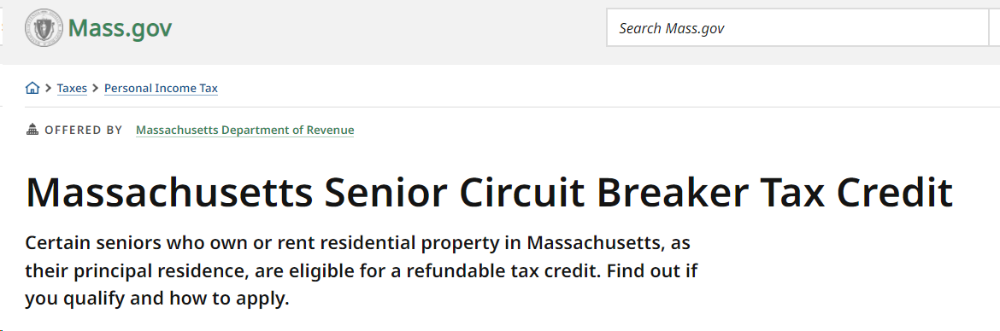 Mass.gov
Search Mass.gov
Taxes > Personal Income Tax
OFFERED BY Massachusetts Department of Revenue
Massachusetts Senior Circuit Breaker Tax Credit
Certain seniors who own or rent residential property in Massachusetts, as
their principal residence, are eligible for a refundable tax credit. Find out if
you qualify and how to apply.